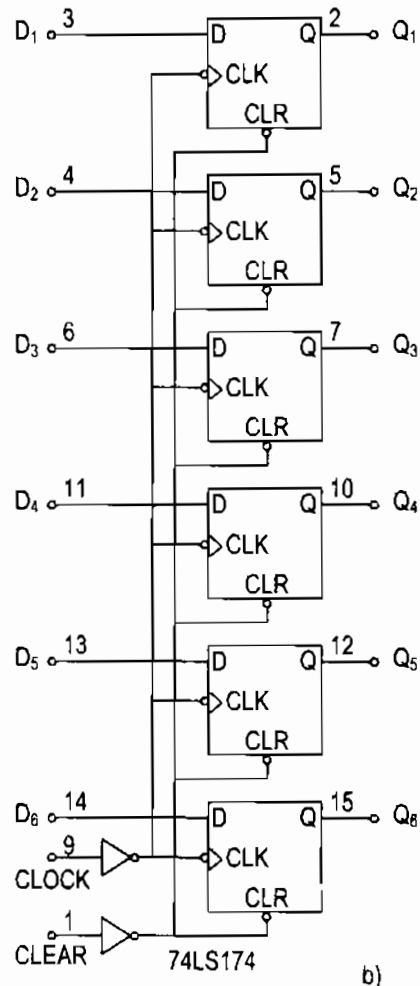 D₁ 3 D Q 2 Q₁
CLK
CLR
D₂ 4 D Q 5 Q₂
CLK
CLR
D₃ 6 D Q 7 Q₃
CLK
CLR
D₄ 11 D Q 10 Q₄
CLK
CLR
D₅ 13 D Q 12 Q₅
CLK
CLR
D₆ 14 D Q 15 Q₆
9 CLK
CLOCK
CLR
1
CLEAR 74LS174
b)